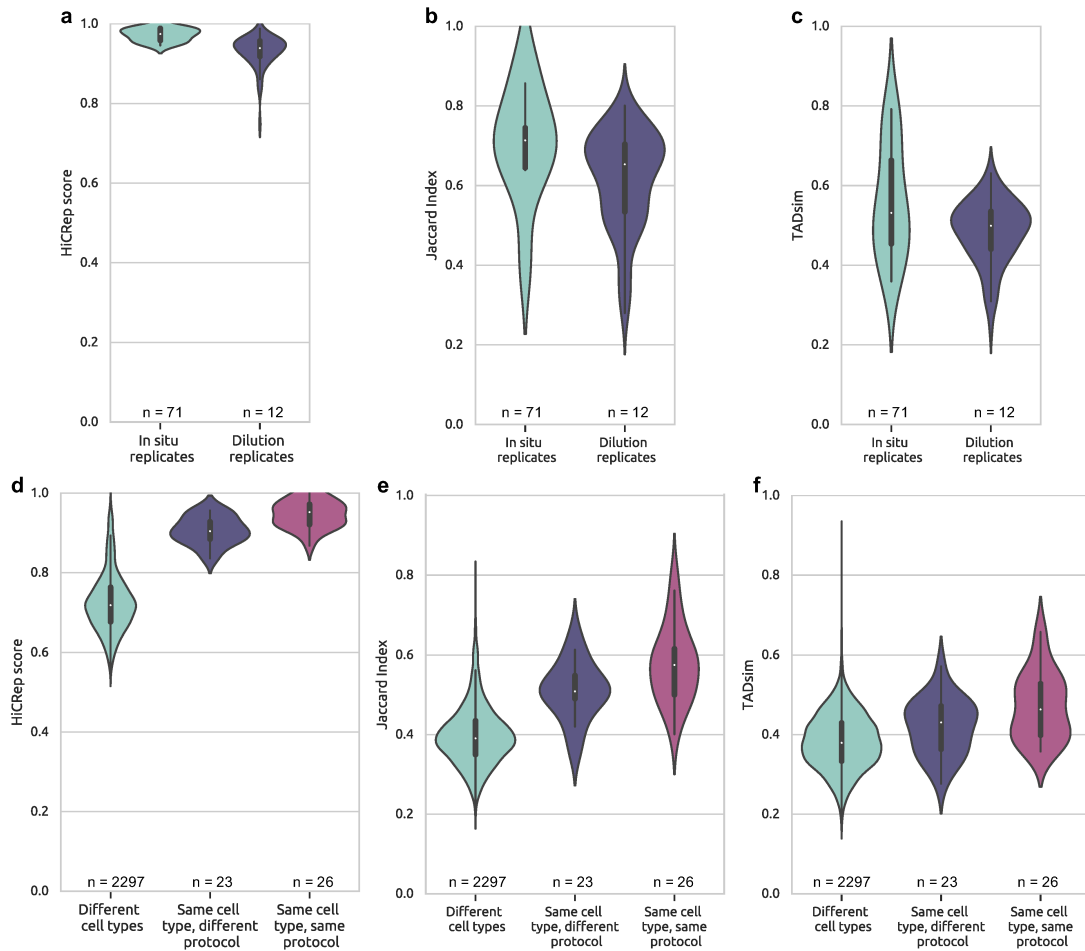 a
1.0
0.8
0.6
0.4
0.2
0.0
HiCRep score
n = 71
n = 12
In situ
replicates
Dilution
replicates
b
1.0
0.8
0.6
0.4
0.2
0.0
Jaccard Index
n = 71
n = 12
In situ
replicates
Dilution
replicates
c
1.0
0.8
0.6
0.4
0.2
0.0
TADsim
n = 71
n = 12
In situ
replicates
Dilution
replicates
d
1.0
0.8
0.6
0.4
0.2
0.0
HiCRep score
n = 2297
n = 23
n = 26
Different
cell types
Same cell
type, different
protocol
Same cell
type, same
protocol
e
1.0
0.8
0.6
0.4
0.2
0.0
Jaccard Index
n = 2297
n = 23
n = 26
Different
cell types
Same cell
type, different
protocol
Same cell
type, same
protocol
f
1.0
0.8
0.6
0.4
0.2
0.0
TADsim
n = 2297
n = 23
n = 26
Different
cell types
Same cell
type, different
protocol
Same cell
type, same
protocol